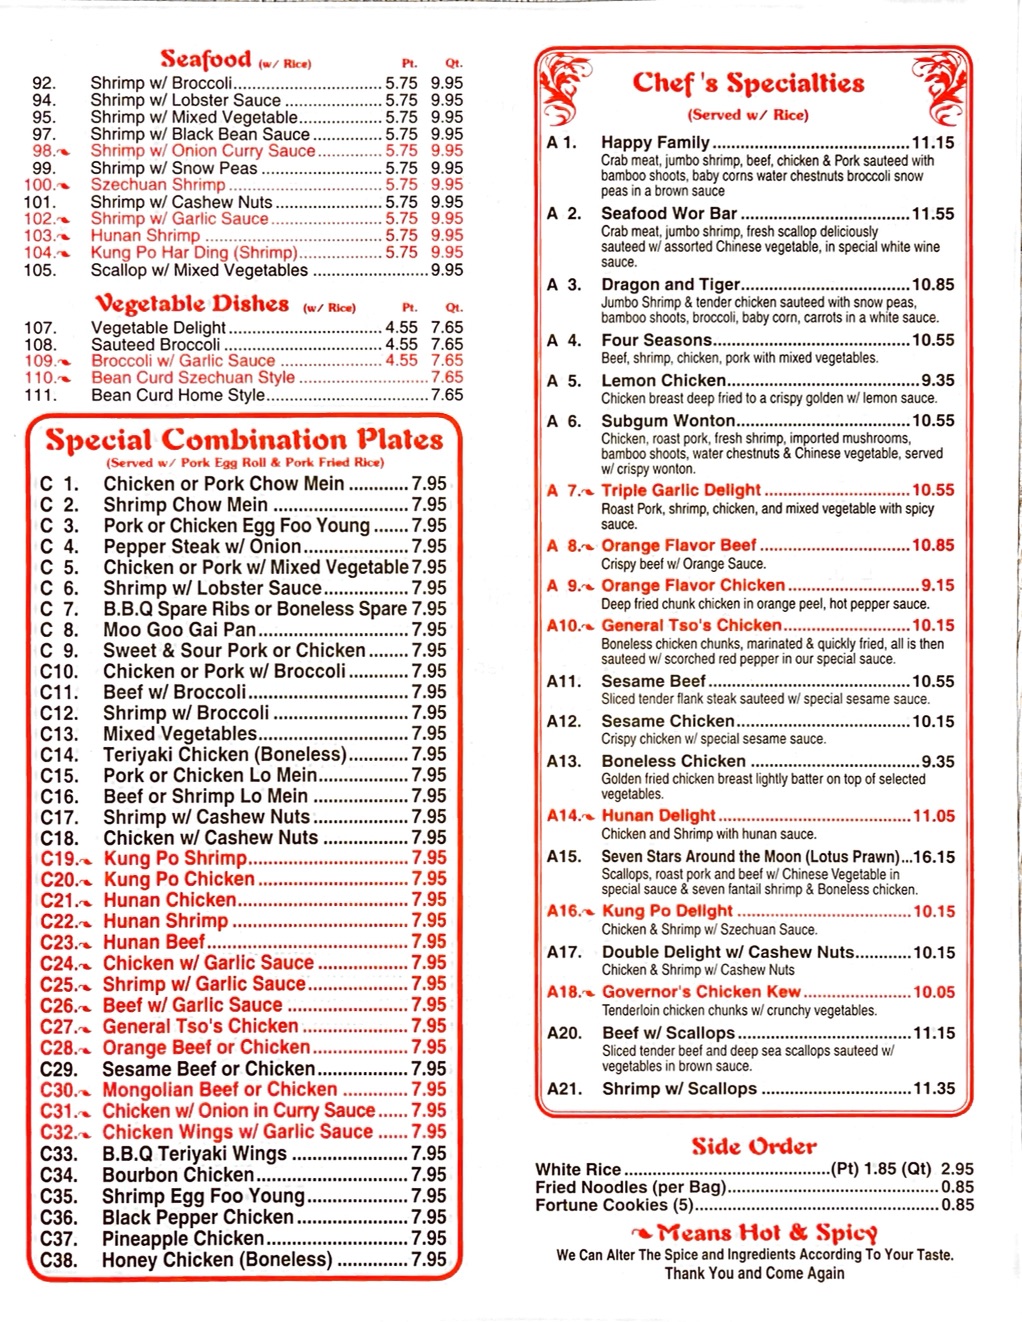 Seafood (w/ Rice) Pt. Qt.
92. Shrimp w/ Broccoli 5.75 9.95
94. Shrimp w/ Lobster Sauce 5.75 9.95
95. Shrimp w/ Mixed Vegetable 5.75 9.95
97. Shrimp w/ Black Bean Sauce 5.75 9.95
98. Shrimp w/ Onion Curry Sauce 5.75 9.95
99. Shrimp w/ Snow Peas 5.75 9.95
100. Szechuan Shrimp 5.75 9.95
101. Shrimp w/ Cashew Nuts 5.75 9.95
102. Shrimp w/ Garlic Sauce 5.75 9.95
103. Hunan Shrimp 5.75 9.95
104. Kung Po Har Ding (Shrimp) 5.75 9.95
105. Scallop w/ Mixed Vegetables 9.95
Vegetable Dishes (w/ Rice) Pt. Qt.
107. Vegetable Delight 4.55 7.65
108. Sauteed Broccoli 4.55 7.65
109. Broccoli w/ Garlic Sauce 4.55 7.65
110. Bean Curd Szechuan Style 7.65
111. Bean Curd Home Style 7.65
Special Combination Plates
(Served w/ Pork Egg Roll & Pork Fried Rice)
C 1. Chicken or Pork Chow Mein 7.95
C 2. Shrimp Chow Mein 7.95
C 3. Pork or Chicken Egg Foo Young 7.95
C 4. Pepper Steak w/ Onion 7.95
C 5. Chicken or Pork w/ Mixed Vegetable 7.95
C 6. Shrimp w/ Lobster Sauce 7.95
C 7. B.B.Q Spare Ribs or Boneless Spare 7.95
C 8. Moo Goo Gai Pan 7.95
C 9. Sweet & Sour Pork or Chicken 7.95
C10. Chicken or Pork w/ Broccoli 7.95
C11. Beef w/ Broccoli 7.95
C12. Shrimp w/ Broccoli 7.95
C13. Mixed Vegetables 7.95
C14. Teriyaki Chicken (Boneless) 7.95
C15. Pork or Chicken Lo Mein 7.95
C16. Beef or Shrimp Lo Mein 7.95
C17. Shrimp w/ Cashew Nuts 7.95
C18. Chicken w/ Cashew Nuts 7.95
C19. Kung Po Shrimp 7.95
C20. Kung Po Chicken 7.95
C21. Hunan Chicken 7.95
C22. Hunan Shrimp 7.95
C23. Hunan Beef 7.95
C24. Chicken w/ Garlic Sauce 7.95
C25. Shrimp w/ Garlic Sauce 7.95
C26. Beef w/ Garlic Sauce 7.95
C27. General Tso's Chicken 7.95
C28. Orange Beef or Chicken 7.95
C29. Sesame Beef or Chicken 7.95
C30. Mongolian Beef or Chicken 7.95
C31. Chicken w/ Onion in Curry Sauce 7.95
C32. Chicken Wings w/ Garlic Sauce 7.95
C33. B.B.Q Teriyaki Wings 7.95
C34. Bourbon Chicken 7.95
C35. Shrimp Egg Foo Young 7.95
C36. Black Pepper Chicken 7.95
C37. Pineapple Chicken 7.95
C38. Honey Chicken (Boneless) 7.95
Chef's Specialties
(Served w/ Rice)
A 1. Happy Family 11.15
Crab meat, jumbo shrimp, beef, chicken & Pork sauteed with
bamboo shoots, baby corns water chestnuts broccoli snow
peas in a brown sauce
A 2. Seafood Wor Bar 11.55
Crab meat, jumbo shrimp, fresh scallop deliciously
sauteed w/ assorted Chinese vegetable, in special white wine
sauce.
A 3. Dragon and Tiger 10.85
Jumbo Shrimp & tender chicken sauteed with snow peas,
bamboo shoots, broccoli, baby corn, carrots in a white sauce.
A 4. Four Seasons 10.55
Beef, shrimp, chicken, pork with mixed vegetables.
A 5. Lemon Chicken 9.35
Chicken breast deep fried to a crispy golden w/ lemon sauce.
A 6. Subgum Wonton 10.55
Chicken, roast pork, fresh shrimp, imported mushrooms,
bamboo shoots, water chestnuts & Chinese vegetable, served
w/ crispy wonton.
A 7. Triple Garlic Delight 10.55
Roast Pork, shrimp, chicken, and mixed vegetable with spicy
sauce.
A 8. Orange Flavor Beef 10.85
Crispy beef w/ Orange Sauce.
A 9. Orange Flavor Chicken 9.15
Deep fried chunk chicken in orange peel, hot pepper sauce.
A10. General Tso's Chicken 10.15
Boneless chicken chunks, marinated & quickly fried, all is then
sauteed w/ scorched red pepper in our special sauce.
A11. Sesame Beef 10.55
Sliced tender flank steak sauteed w/ special sesame sauce.
A12. Sesame Chicken 10.15
Crispy chicken w/ special sesame sauce.
A13. Boneless Chicken 9.35
Golden fried chicken breast lightly batter on top of selected
vegetables.
A14. Hunan Delight 11.05
Chicken and Shrimp with hunan sauce.
A15. Seven Stars Around the Moon (Lotus Prawn) 16.15
Scallops, roast pork and beef w/ Chinese Vegetable in
special sauce & seven fantail shrimp & Boneless chicken.
A16. Kung Po Delight 10.15
Chicken & Shrimp w/ Szechuan Sauce.
A17. Double Delight w/ Cashew Nuts 10.15
Chicken & Shrimp w/ Cashew Nuts
A18. Governor's Chicken Kew 10.05
Tenderloin chicken chunks w/ crunchy vegetables.
A20. Beef w/ Scallops 11.15
Sliced tender beef and deep sea scallops sauteed w/
vegetables in brown sauce.
A21. Shrimp w/ Scallops 11.35
Side Order
White Rice (Pt) 1.85 (Qt) 2.95
Fried Noodles (per Bag) 0.85
Fortune Cookies (5) 0.85
Means Hot & Spicy
We Can Alter The Spice and Ingredients According To Your Taste.
Thank You and Come Again